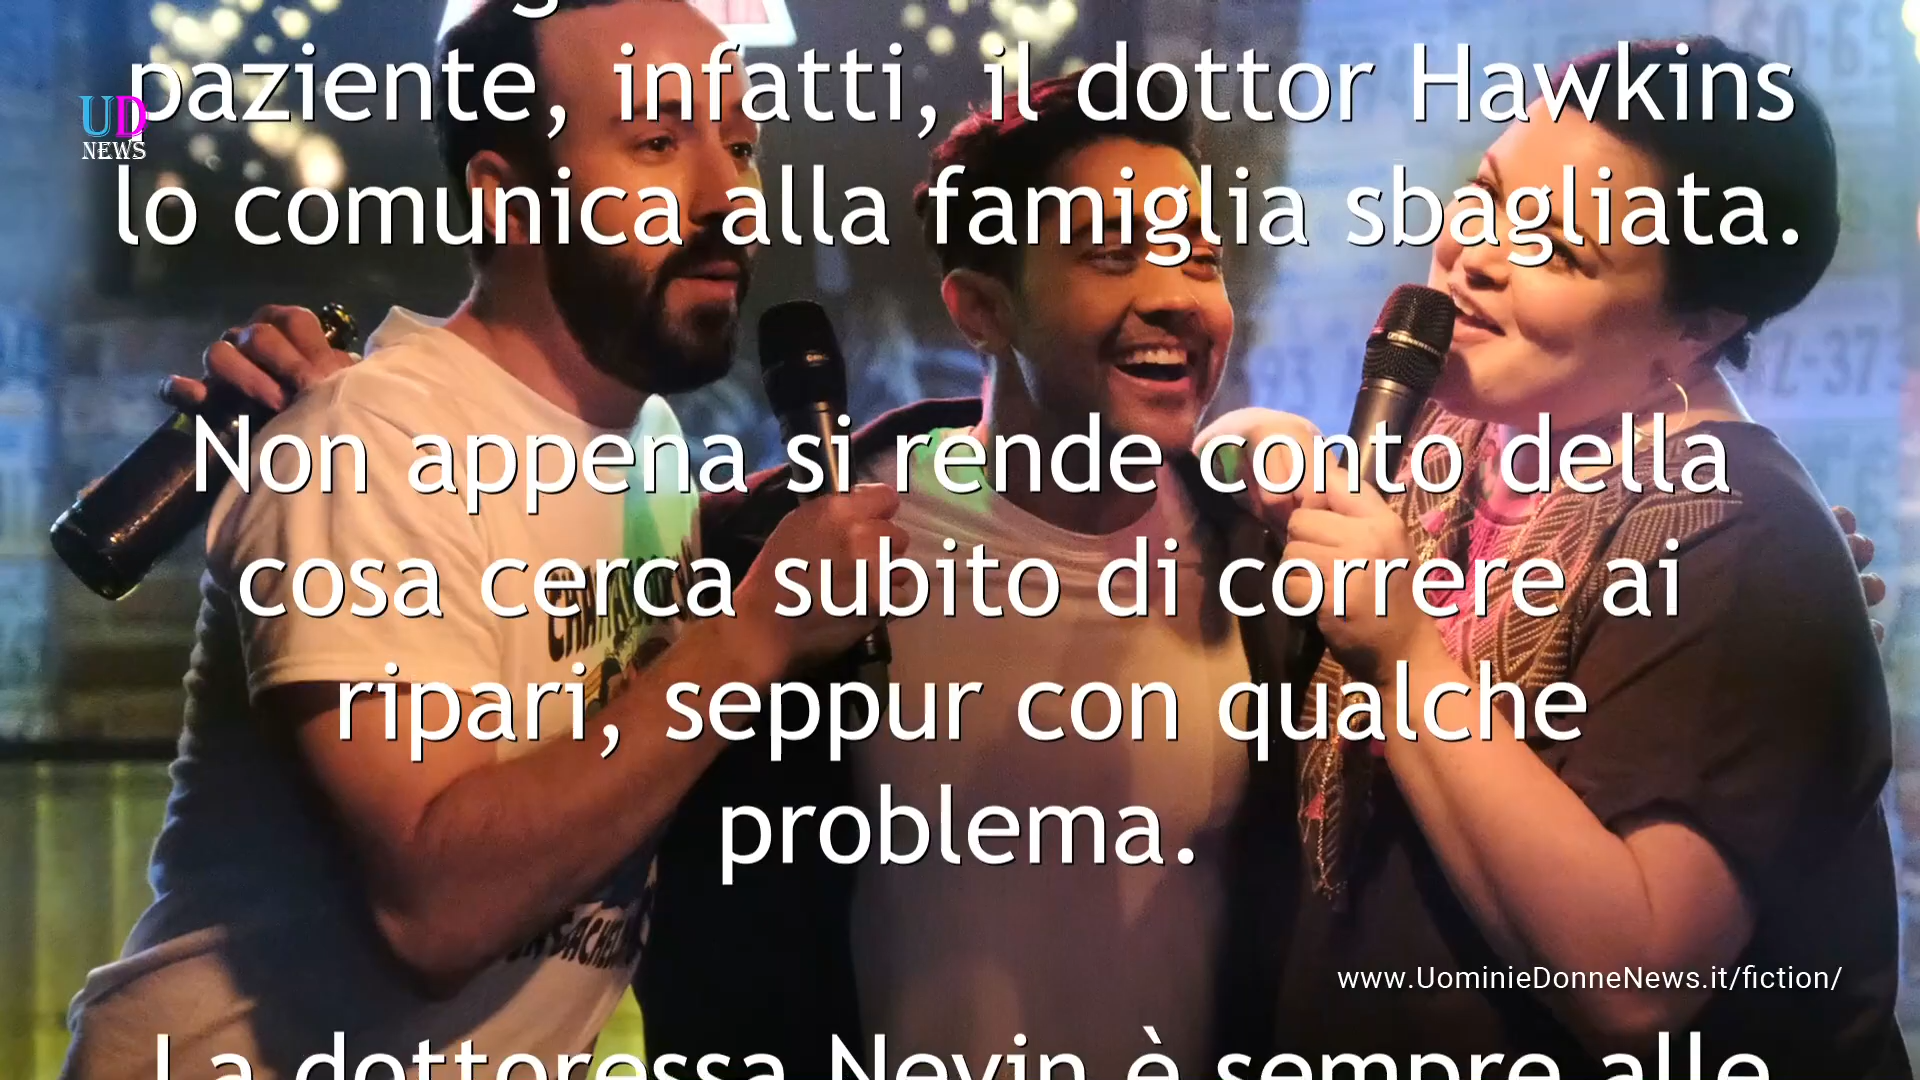 paziente, infatti, il dottor Hawkins
UD
NEWS
lo comunica alla famiglia sbagliata.
Non appena si rende conto della
cosa cerca subito di correre ai
ripari, seppur con qualche
problema.
www.UominieDonneNews.it/fiction/
La dottoressa Nevin è sempre alle